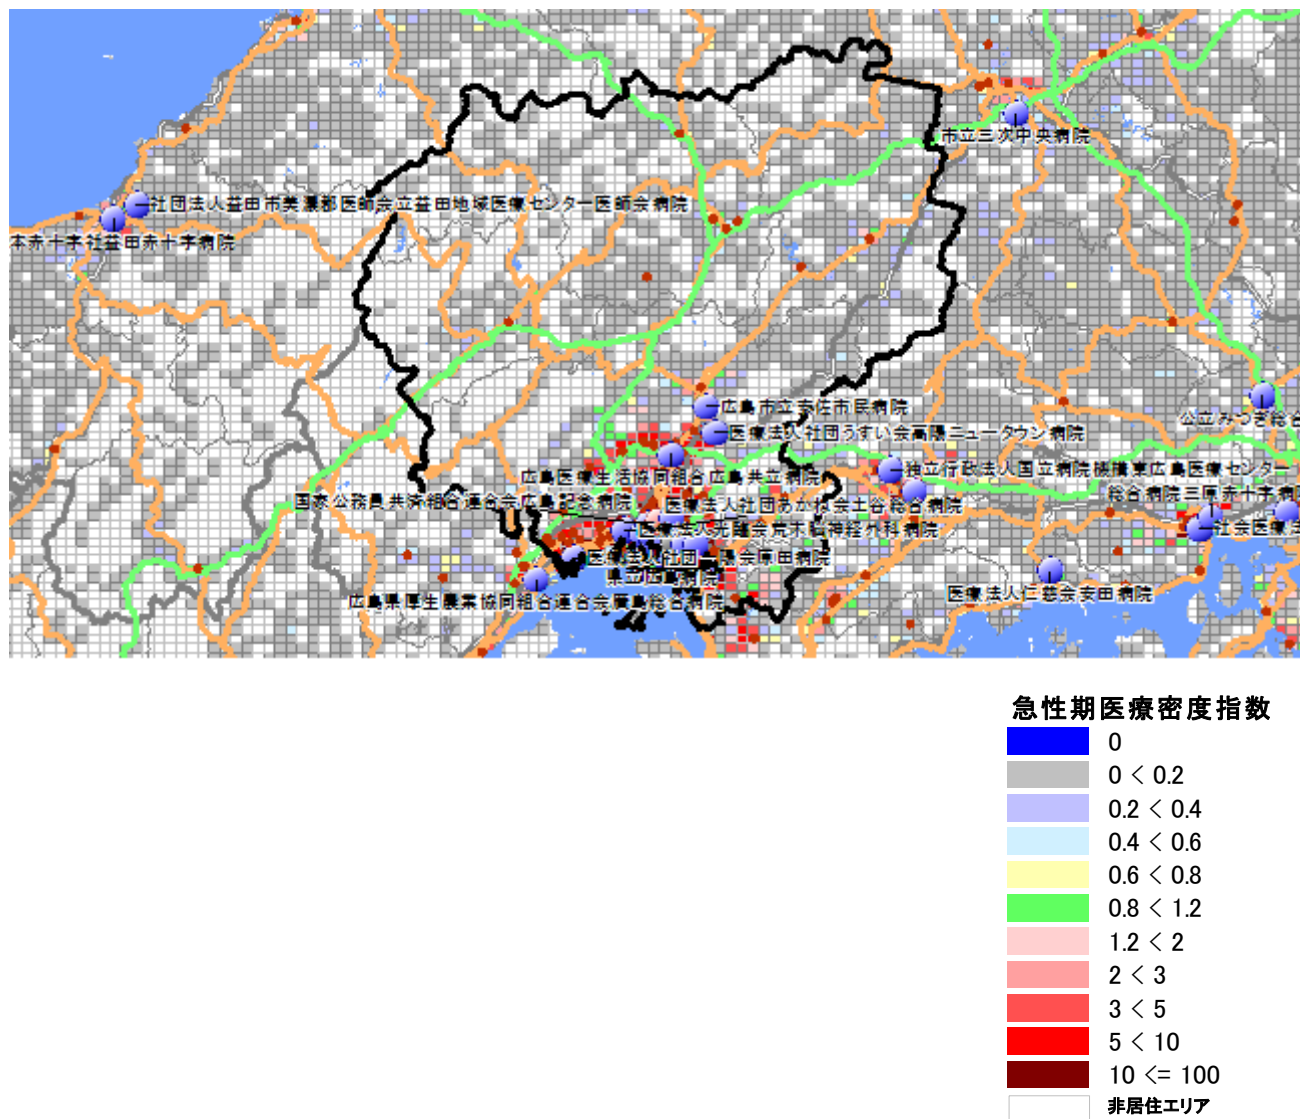 市立三次中央病院
社団法人益田市美濃郡医師会立益田地域医療センター医師会病院
本赤十字社益田赤十字病院
広島市立安佐市民病院
公立みつぎ総合
医療法人社団うすい会高陽ニュータウン病院
広島医療生活協同組合広島共立病院
独立行政法人国立病院機構東広島医療センター
国家公務員共済組合連合会広島記念病院
医療法人社団あかね会土谷総合病院
総合病院三原赤十字病
医療法人光臨会荒木脳神経外科病院
社会医療法
医療法人社団一陽会原田病院
県立広島病院
広島県厚生農業協同組合連合会廣島総合病院
医療法人仁慈会安田病院
急性期医療密度指数
0
0 < 0.2
0.2 < 0.4
0.4 < 0.6
0.6 < 0.8
0.8 < 1.2
1.2 < 2
2 < 3
3 < 5
5 < 10
10 <= 100
非居住エリア